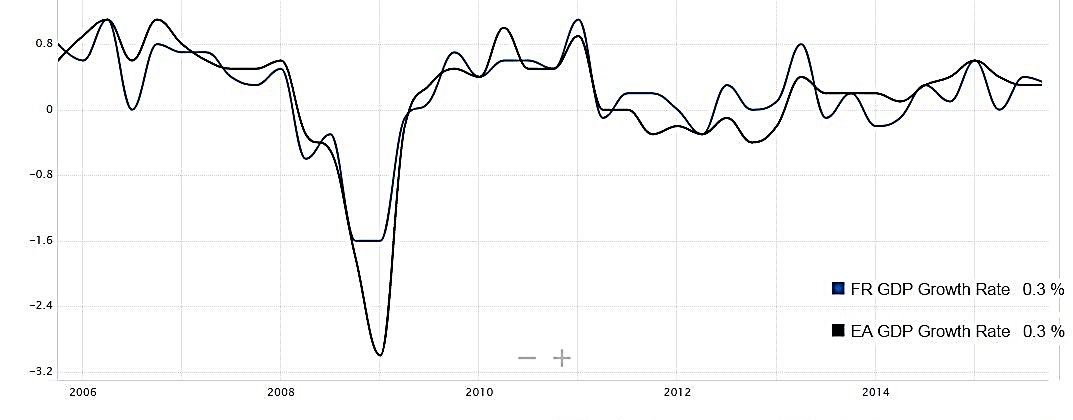 0.8
0
−0.8
−1.6
−2.4
−3.2
FR GDP Growth Rate 0.3 %
EA GDP Growth Rate 0.3 %
− +
2006 2008 2010 2012 2014